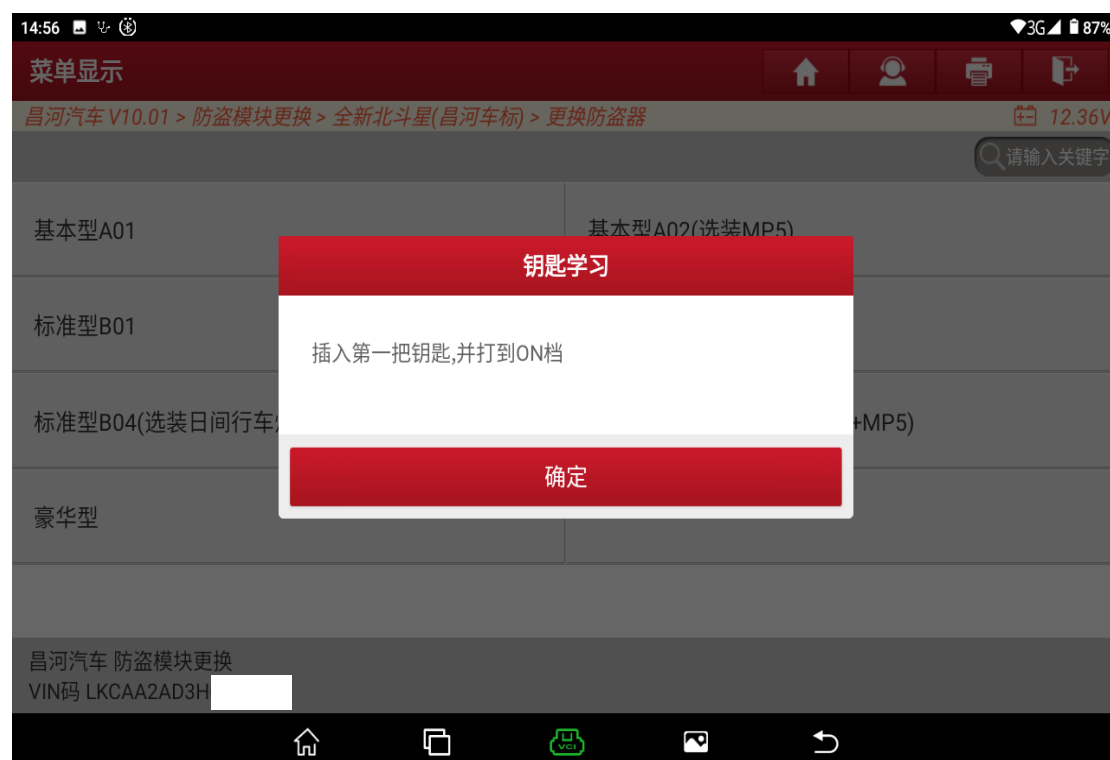 14:56
3G 87%
菜单显示
昌河汽车 V10.01 > 防盗模块更换 > 全新北斗星(昌河车标) > 更换防盗器
12.36V
请输入关键字
基本型A01
基本型A02(选装MP5)
钥匙学习
标准型B01
插入第一把钥匙,并打到ON档
标准型B04(选装日间行车
+MP5)
确定
豪华型
昌河汽车 防盗模块更换
VIN码 LKCAA2AD3H
VCI